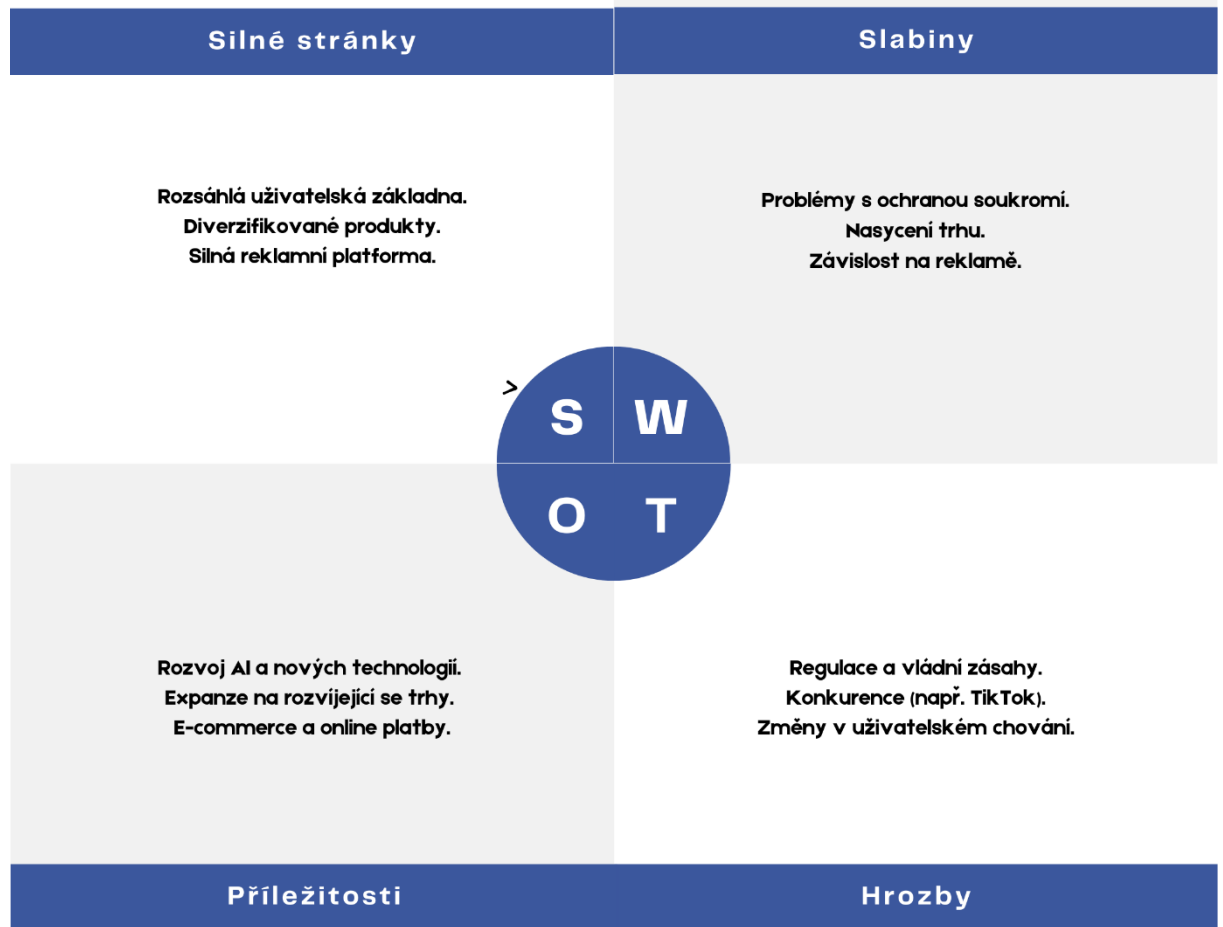 Silné stránky
Slabiny
Rozsáhlá uživatelská základna.
Diverzifikované produkty.
Silná reklamní platforma.
Problémy s ochranou soukromí.
Nasycení trhu.
Závislost na reklamě.
>
S W
O T
Rozvoj AI a nových technologií.
Expanze na rozvíjející se trhy.
E-commerce a online platby.
Regulace a vládní zásahy.
Konkurence (např. TikTok).
Změny v uživatelském chování.
Příležitosti
Hrozby